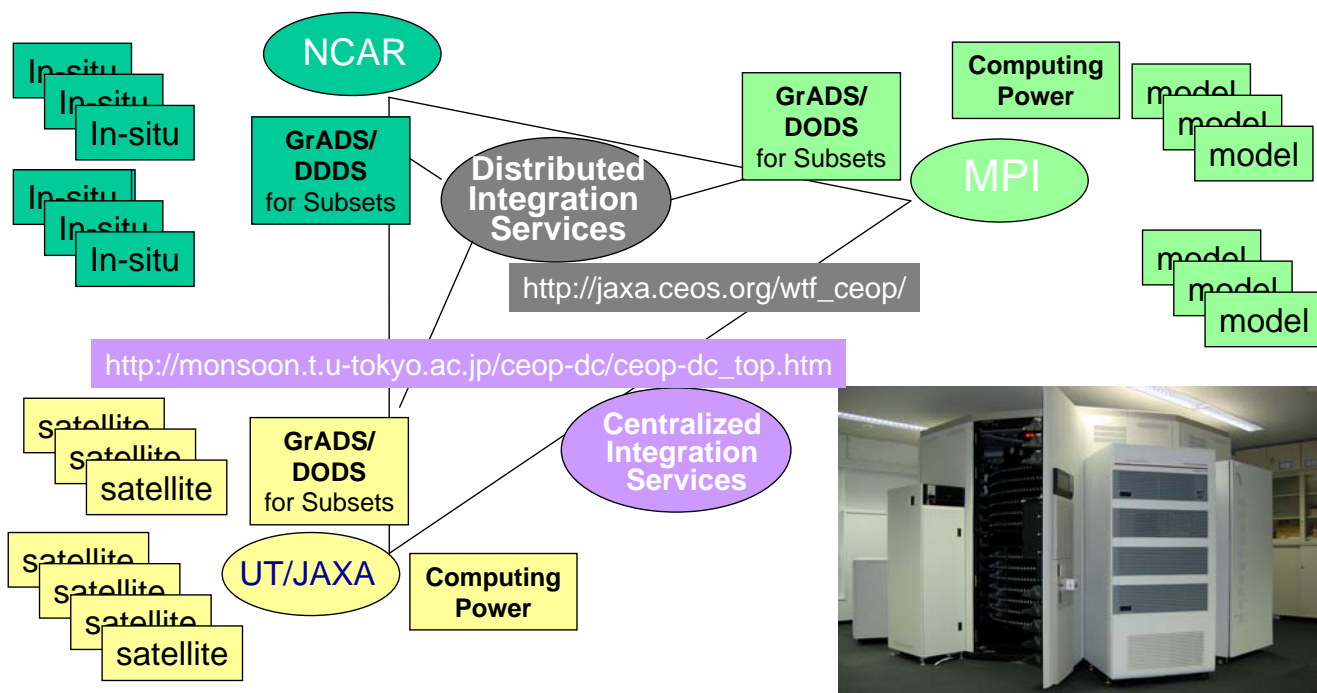 NCAR
In-situ
In-situ
In-situ
In-situ
In-situ
In-situ
GrADS/
DDDS
for Subsets
Distributed
Integration
Services
GrADS/
DODS
for Subsets
Computing
Power
MPI
model
model
model
model
model
model
http://jaxa.ceos.org/wtf_ceop/
http://monsoon.t.u-tokyo.ac.jp/ceop-dc/ceop-dc_top.htm
Centralized
Integration
Services
satellite
satellite
satellite
GrADS/
DODS
for Subsets
satellite
satellite
satellite
satellite
UT/JAXA
Computing
Power